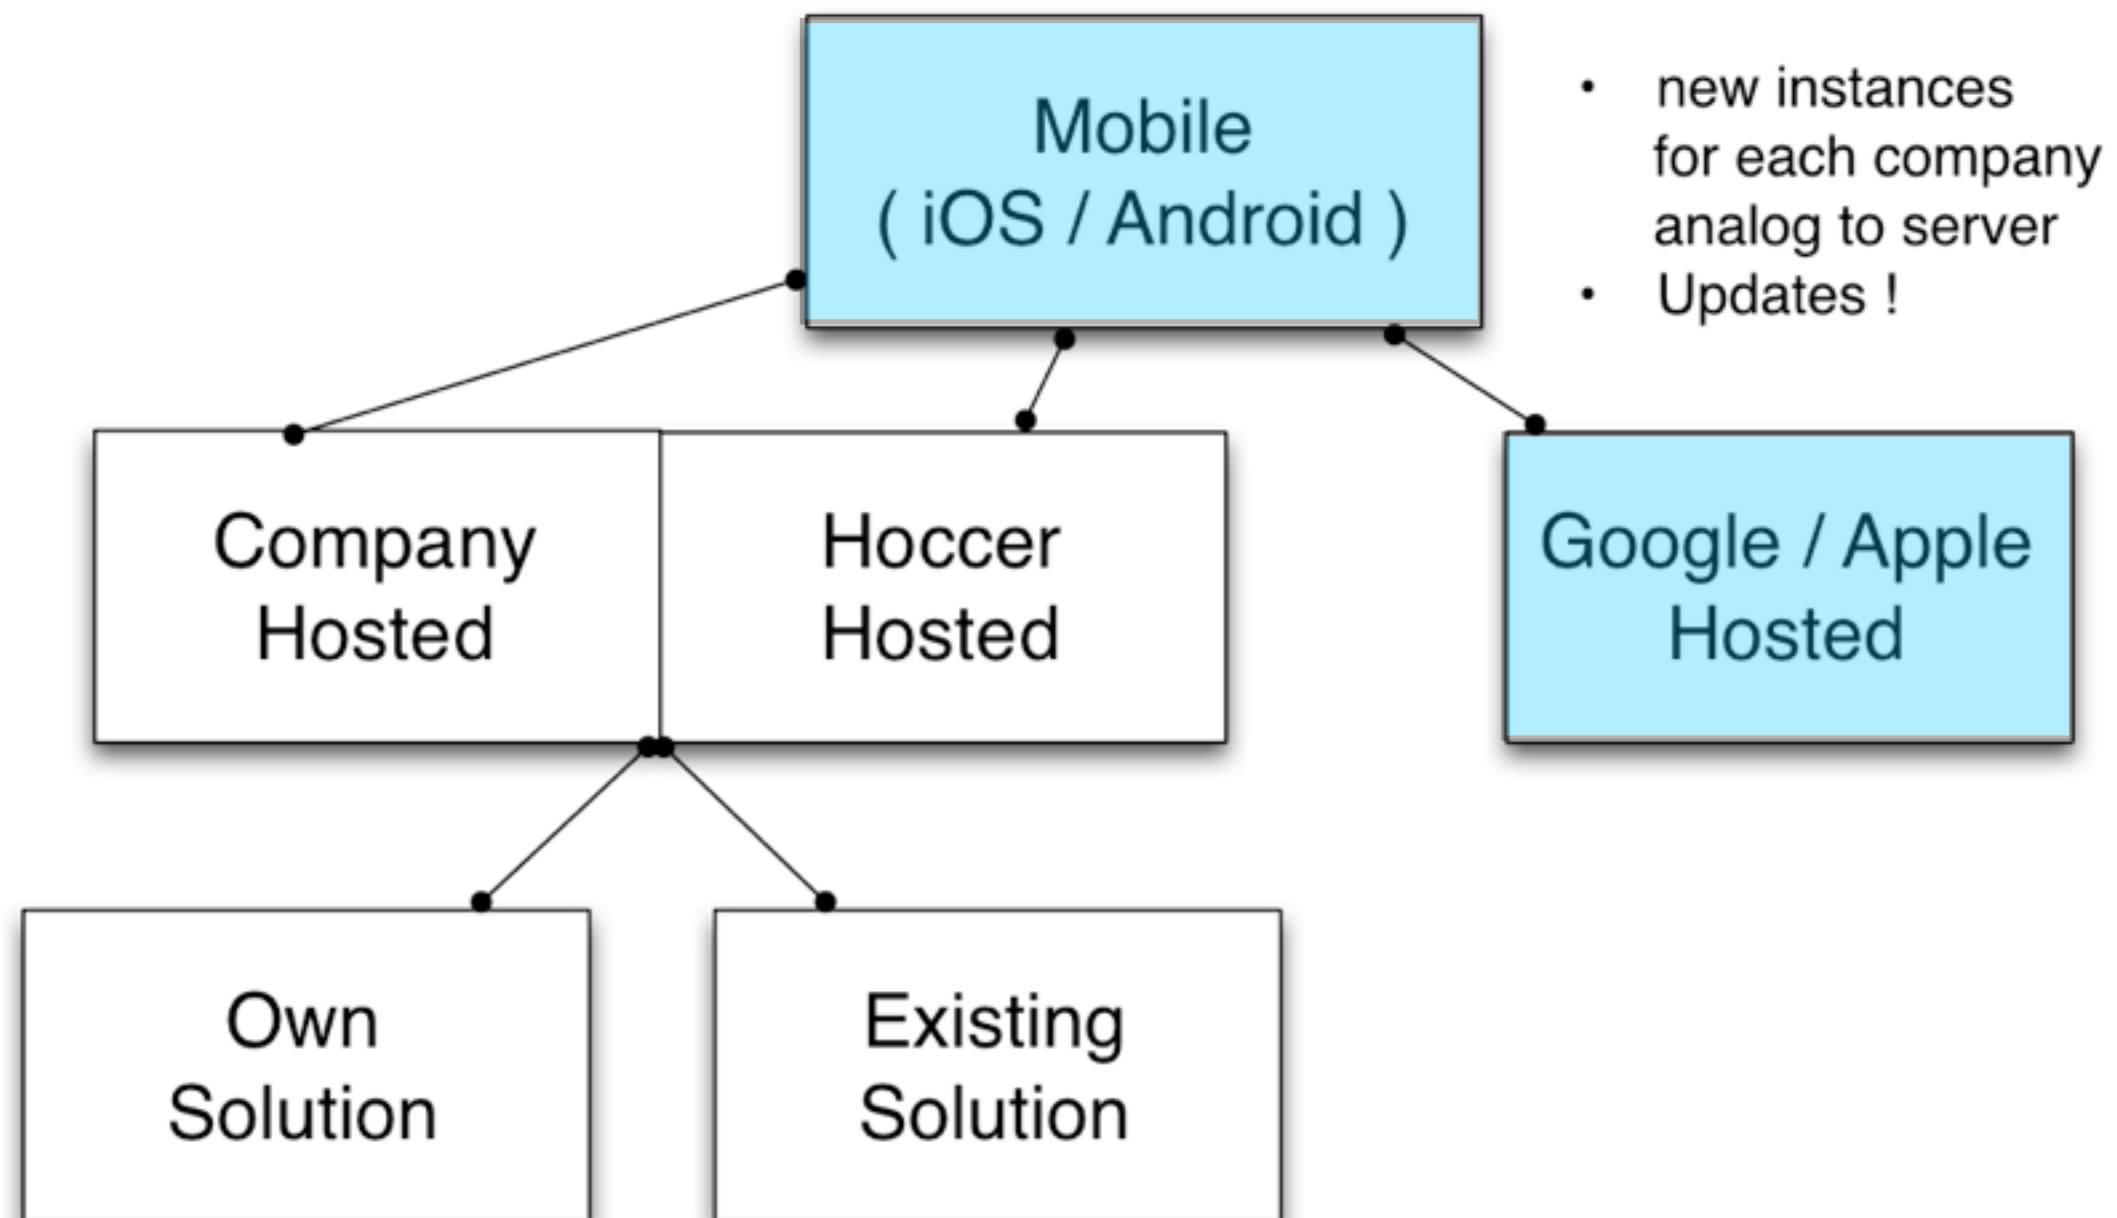 Mobile
( iOS / Android )
• new instances
for each company
analog to server
• Updates !
Company
Hosted
Hoccer
Hosted
Google / Apple
Hosted
Own
Solution
Existing
Solution